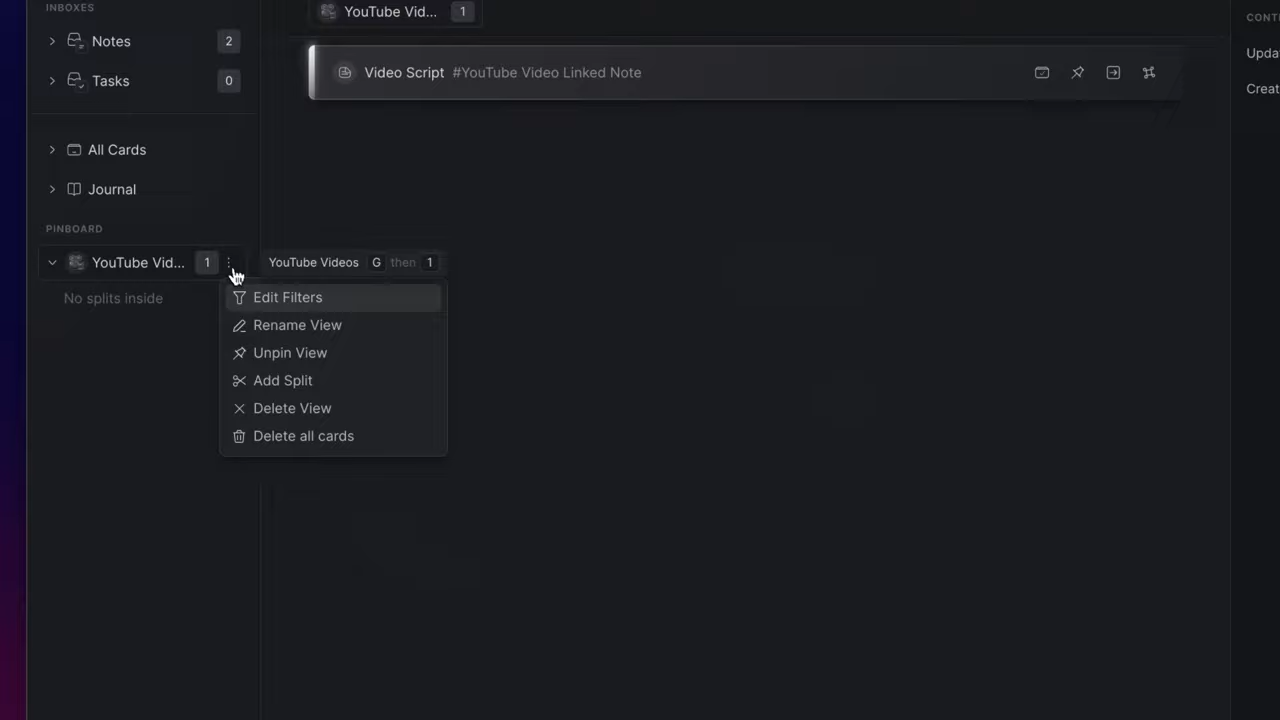 INBOXES
Notes 2
Tasks 0
All Cards
Journal
PINBOARD
YouTube Vid... 1
No splits inside
YouTube Videos G then 1
Edit Filters
Rename View
Unpin View
Add Split
Delete View
Delete all cards
YouTube Vid... 1
Video Script #YouTube Video Linked Note
CONT
Upda
Creat